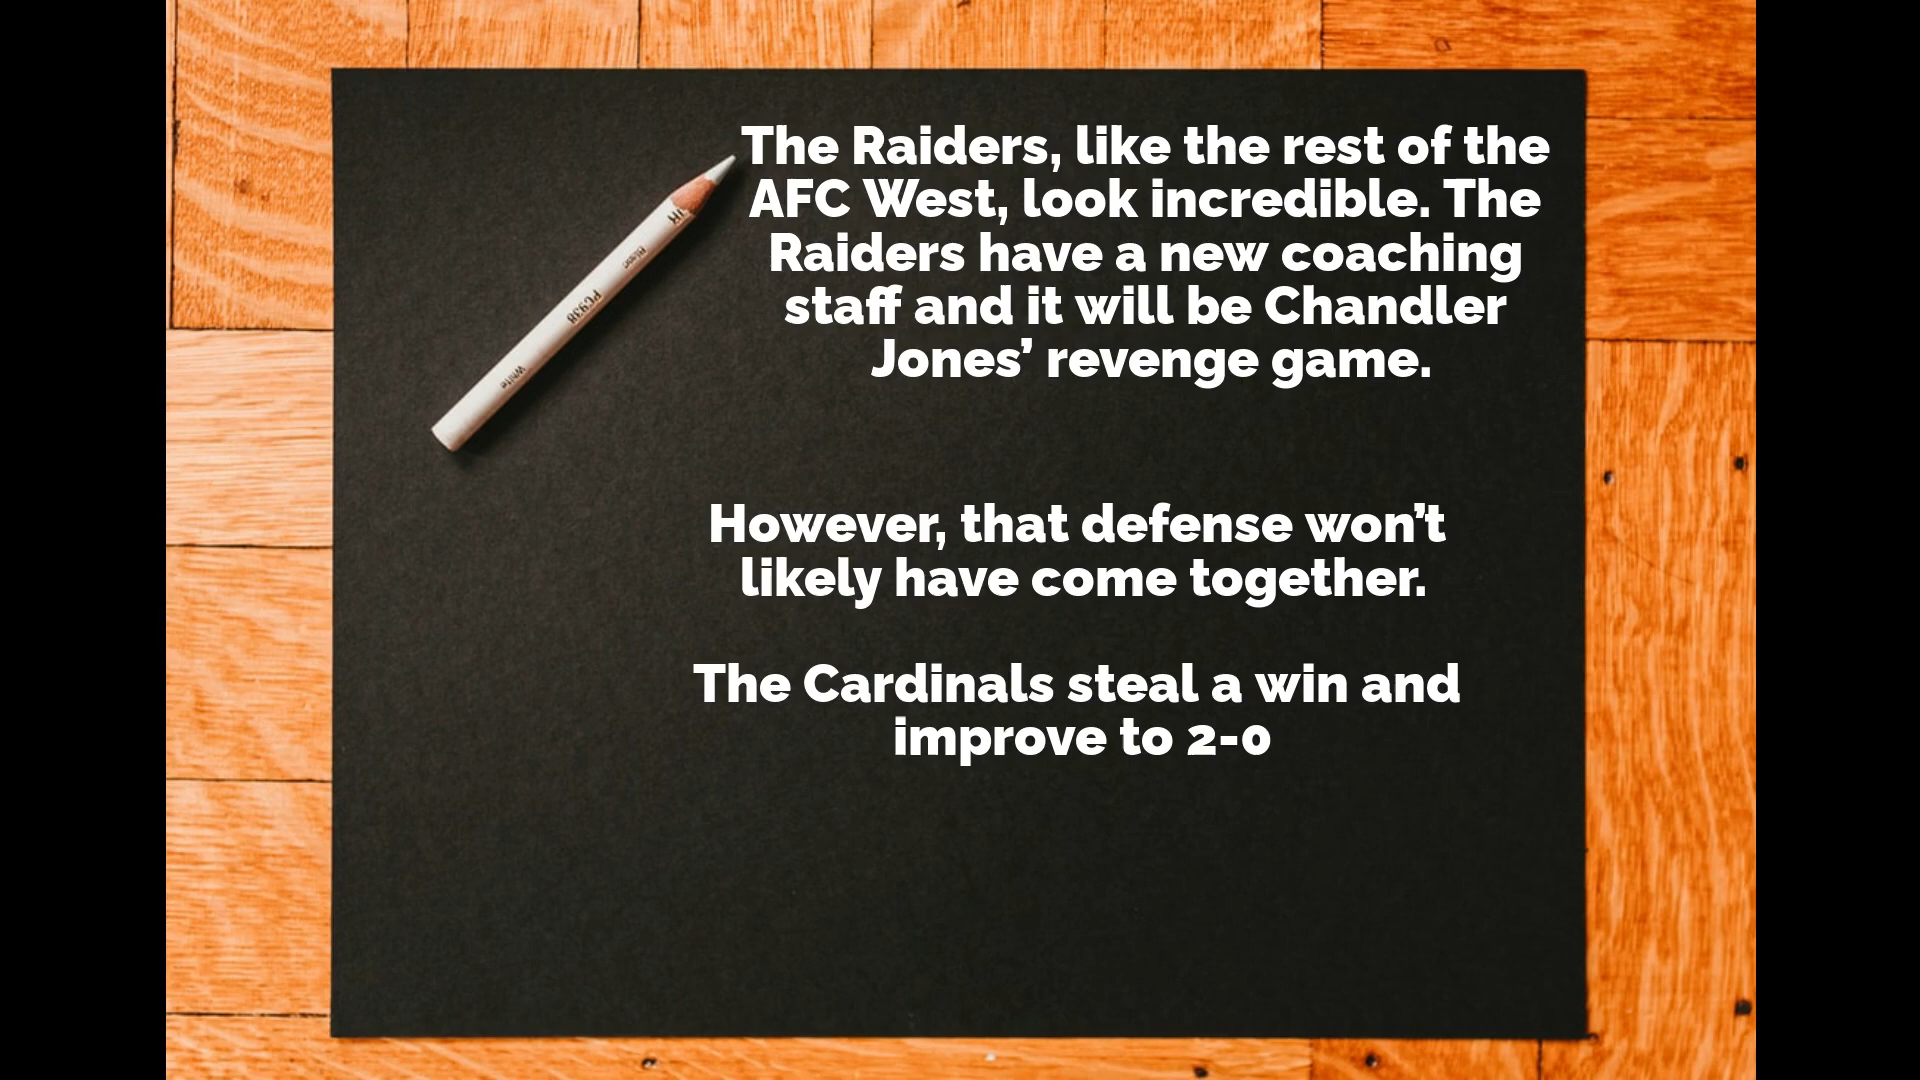 The Raiders, like the rest of the
AFC West, look incredible. The
Raiders have a new coaching
staff and it will be Chandler
Jones’ revenge game.
However, that defense won’t
likely have come together.
The Cardinals steal a win and
improve to 2-0
PC938
White